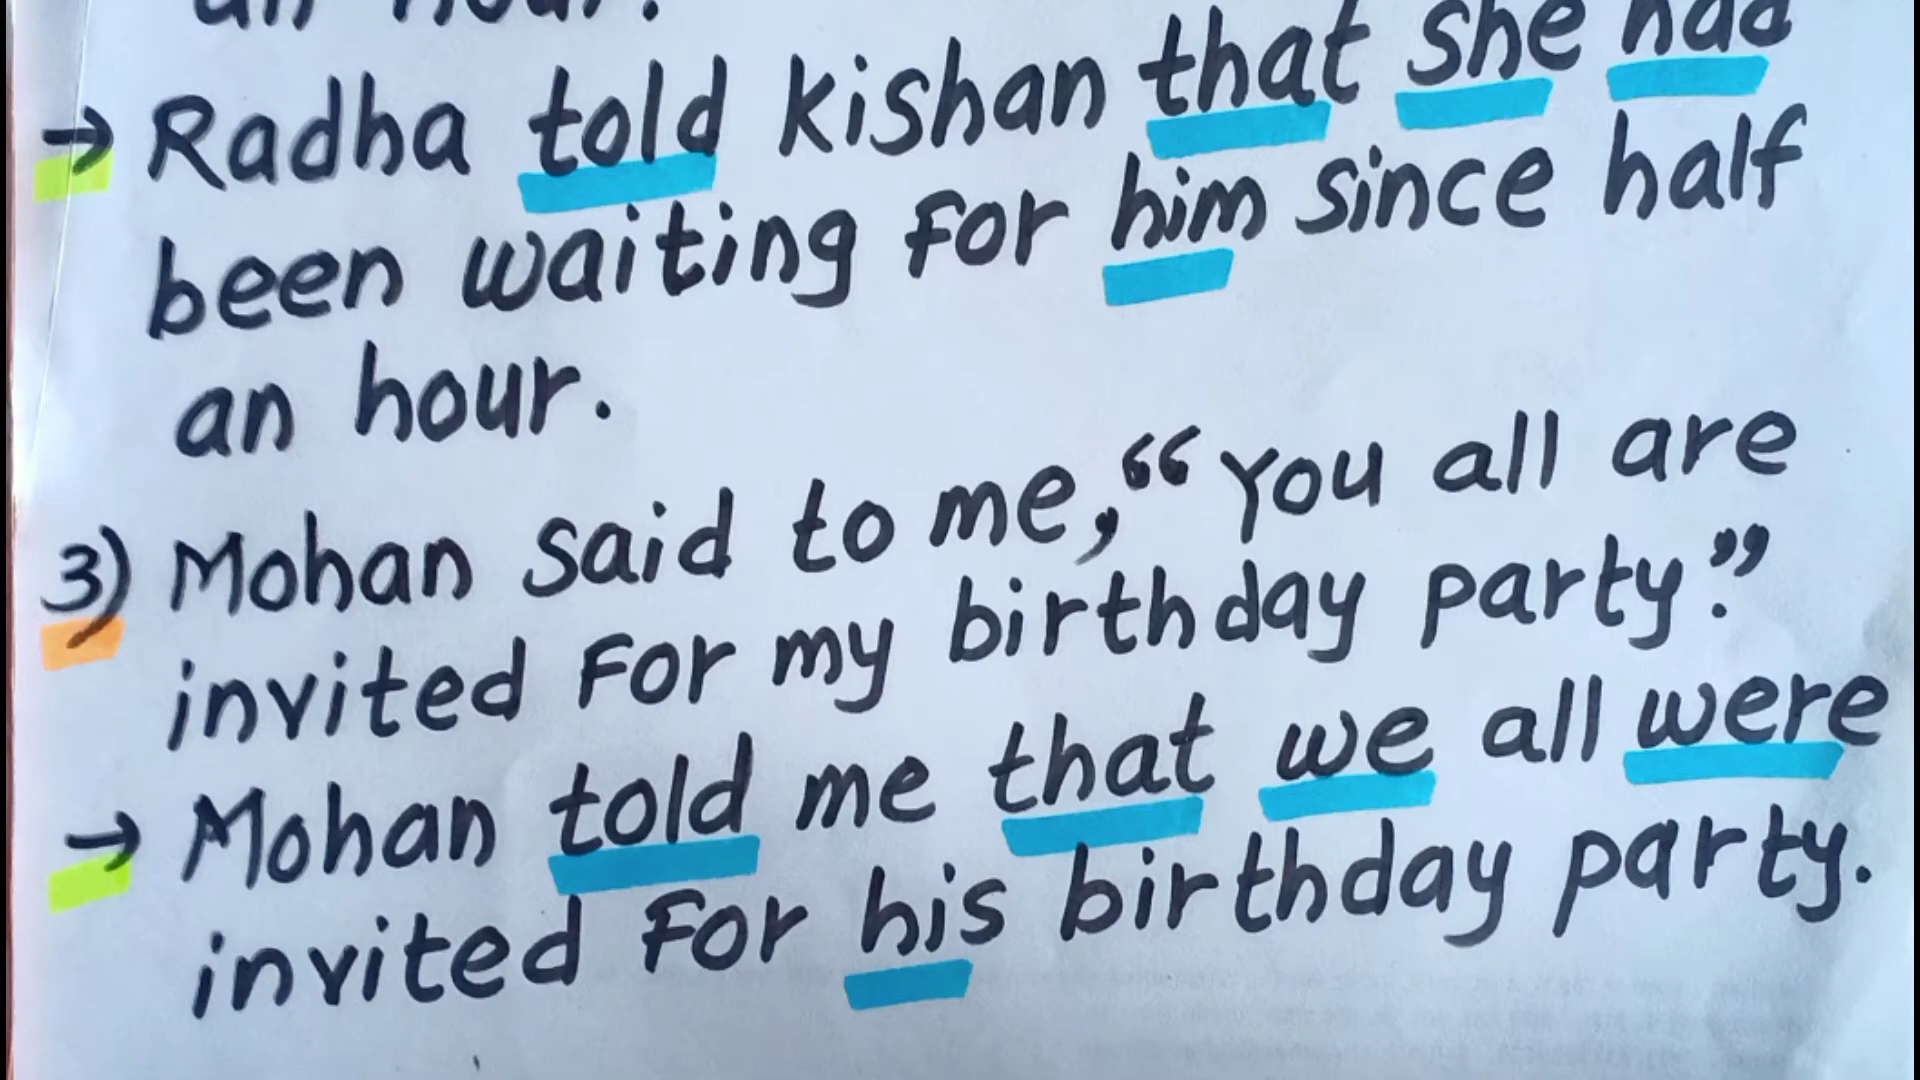 an hour.
→ Radha told kishan that she had
been waiting for him since half
an hour.
3) Mohan said to me, “You all are
invited for my birthday party.”
→ Mohan told me that we all were
invited for his birthday party.